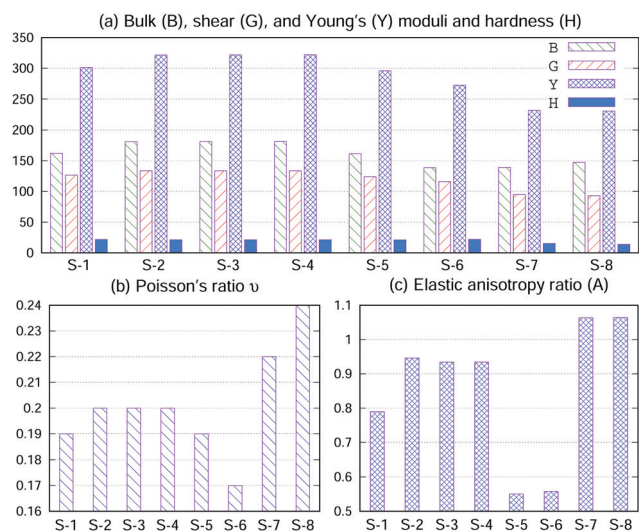 (a) Bulk (B), shear (G), and Young's (Y) moduli and hardness (H)
350
300
250
200
150
100
50
0
B
G
Y
H
S-1 S-2 S-3 S-4 S-5 S-6 S-7 S-8
(b) Poisson's ratio υ
0.24
0.23
0.22
0.21
0.2
0.19
0.18
0.17
0.16
S-1 S-2 S-3 S-4 S-5 S-6 S-7 S-8
(c) Elastic anisotropy ratio (A)
1.1
1
0.9
0.8
0.7
0.6
0.5
S-1 S-2 S-3 S-4 S-5 S-6 S-7 S-8